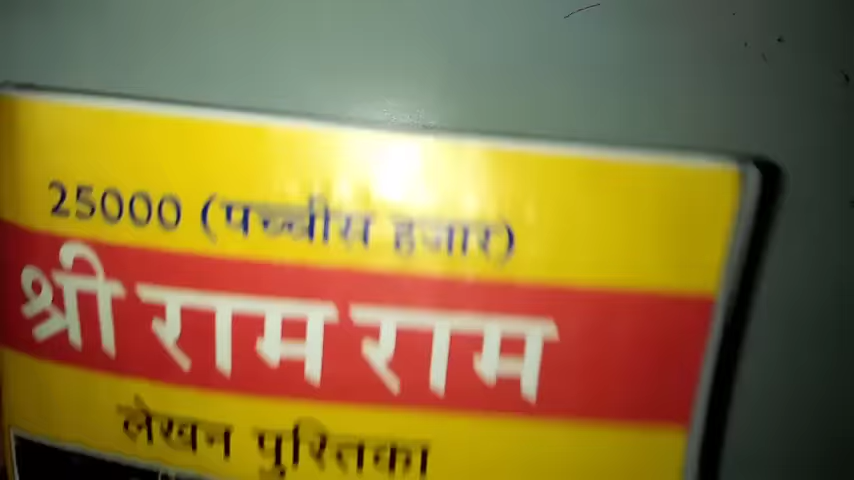 25000 (पच्चीस हजार)
श्री राम राम
लेखन पुस्तिका